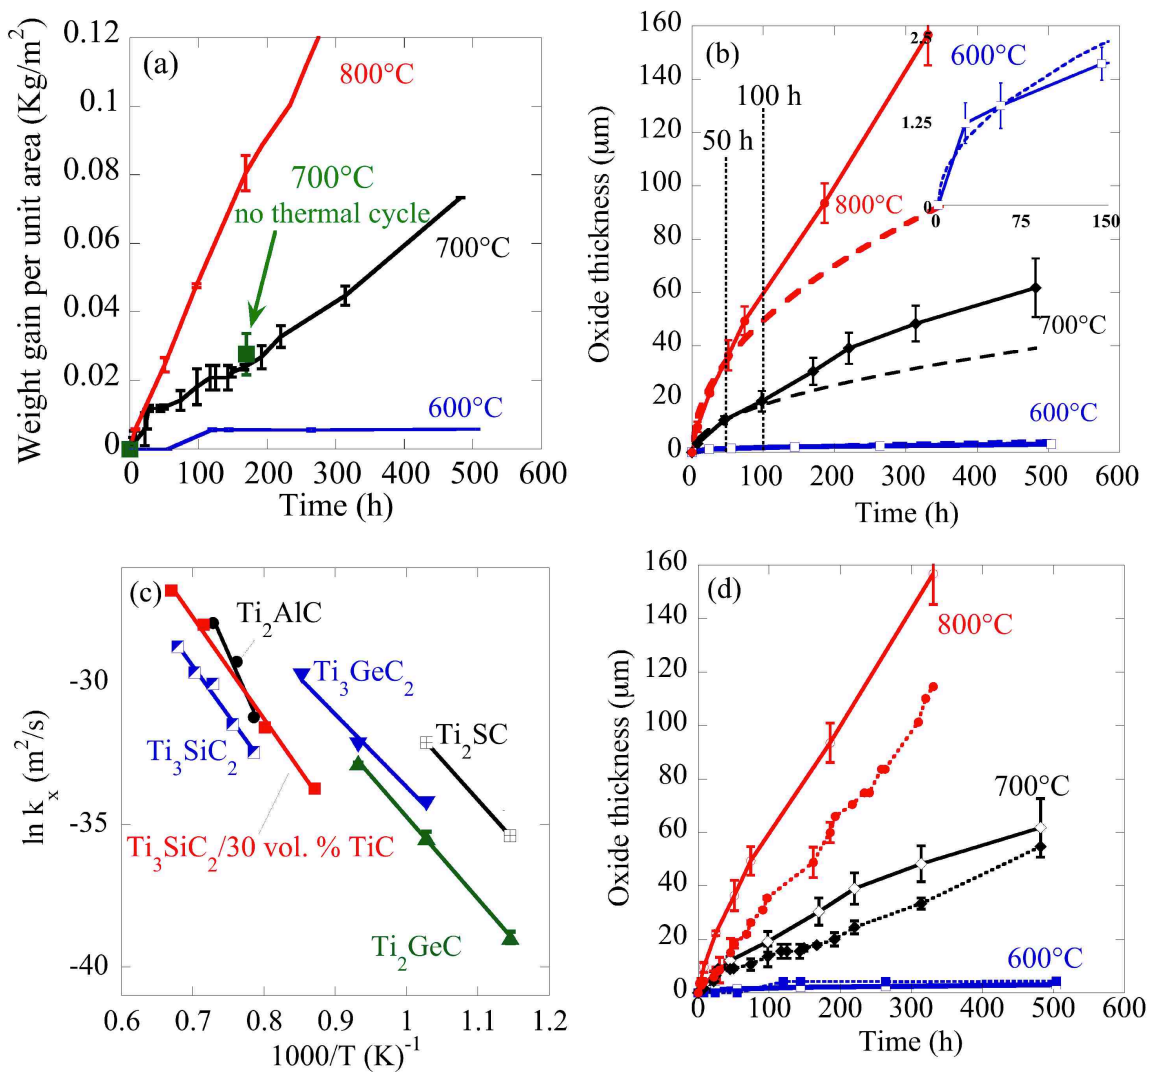 (a)
Weight gain per unit area (Kg/m²)
0.12
0.1
0.08
0.06
0.04
0.02
0
800°C
700°C
no thermal cycle
700°C
600°C
0 100 200 300 400 500 600
Time (h)
(b)
Oxide thickness (µm)
160
140
120
100
80
60
40
20
0
2.5
600°C
1.25
0
0 75 150
100 h
50 h
800°C
700°C
600°C
0 100 200 300 400 500 600
Time (h)
(c)
ln kₓ (m²/s)
-30
-35
-40
Ti₂AlC
Ti₃GeC₂
Ti₂SC
Ti₃SiC₂
Ti₃SiC₂/30 vol. % TiC
Ti₂GeC
0.6 0.7 0.8 0.9 1 1.1 1.2
1000/T (K)⁻¹
(d)
Oxide thickness (µm)
160
140
120
100
80
60
40
20
0
800°C
700°C
600°C
0 100 200 300 400 500 600
Time (h)